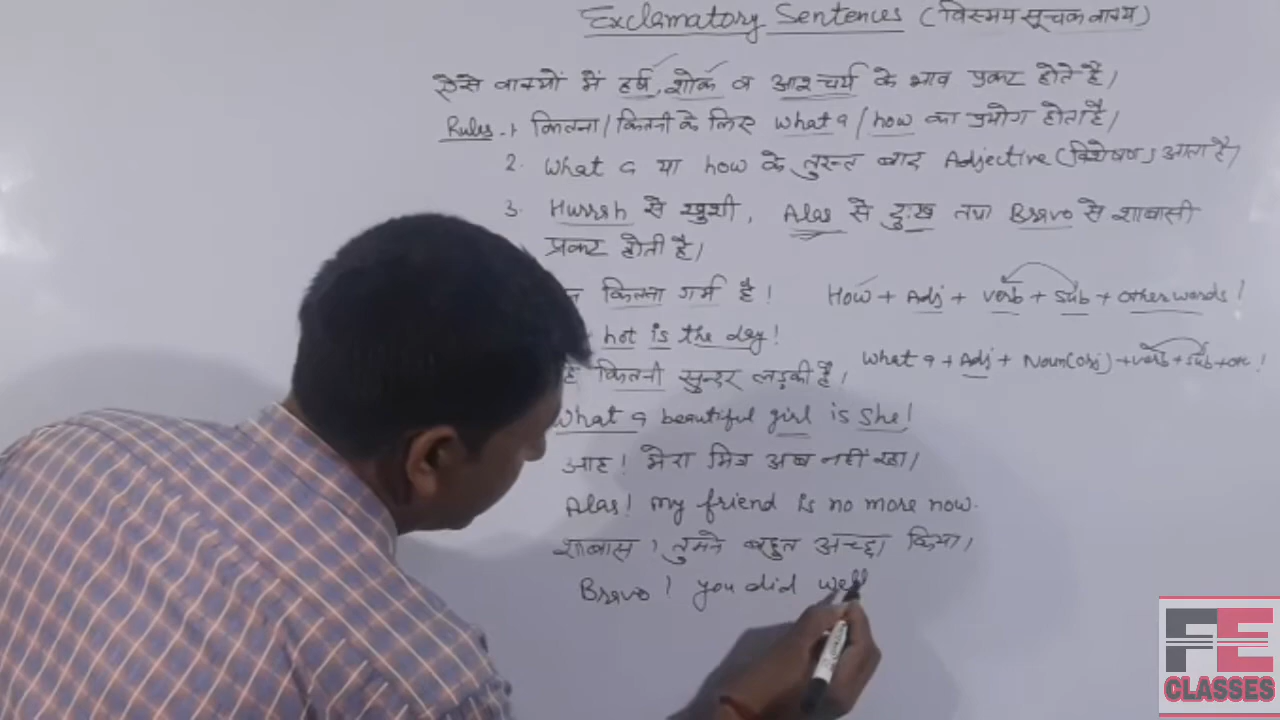 Exclamatory Sentences (विस्मय सूचक वाक्य)
ऐसे वाक्यों में हर्ष, शोक व आश्चर्य के भाव प्रकट होते है।
Rules - 1 कितना/कितनी के लिए what a / how का प्रयोग होता है।
2. What a या how के तुरन्त बाद Adjective (विशेषण) आता है।
3. Hurrah से खुशी, Alas से दुःख तथा Bravo से शाबासी
प्रकट होती है।
कितना गर्म है! How + Adj + verb + sub + other words!
hot is the day!
कितनी सुन्दर लड़की है। What a + Adj + Noun(obj) + verb + sub + o.w.!
What a beautiful girl is she!
आह! मेरा मित्र अब नहीं रहा।
Alas! my friend is no more now.
शाबास! तुमने बहुत अच्छा किया।
Bravo! you did well
FE
CLASSES